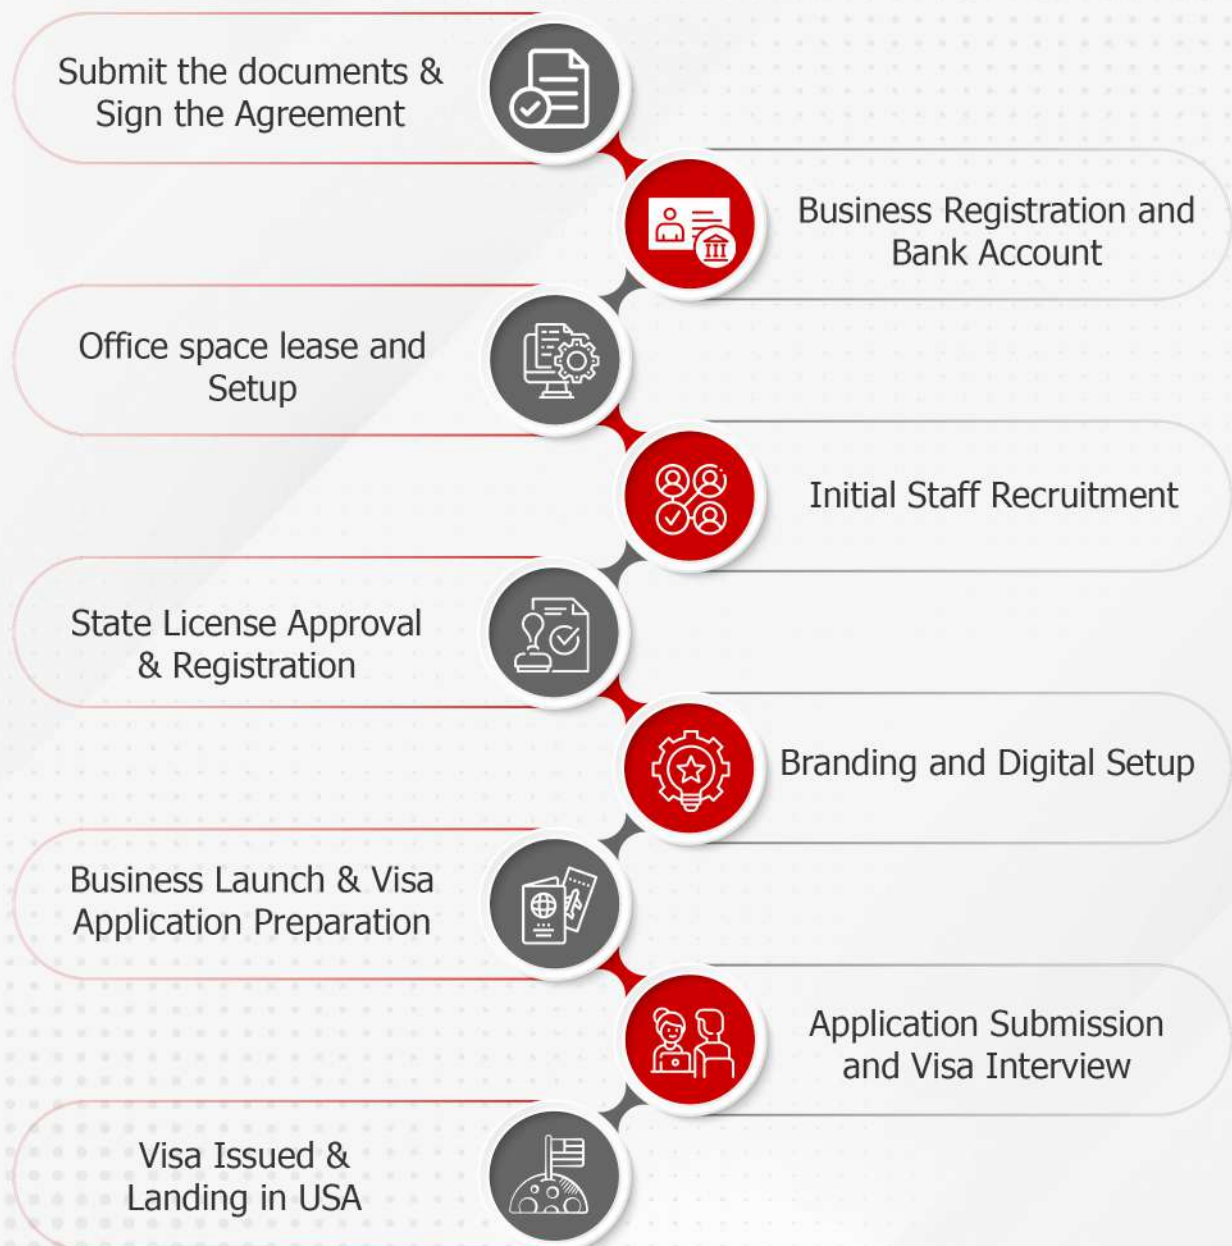 Submit the documents &
Sign the Agreement
Business Registration and
Bank Account
Office space lease and
Setup
Initial Staff Recruitment
State License Approval
& Registration
Branding and Digital Setup
Business Launch & Visa
Application Preparation
Application Submission
and Visa Interview
Visa Issued &
Landing in USA